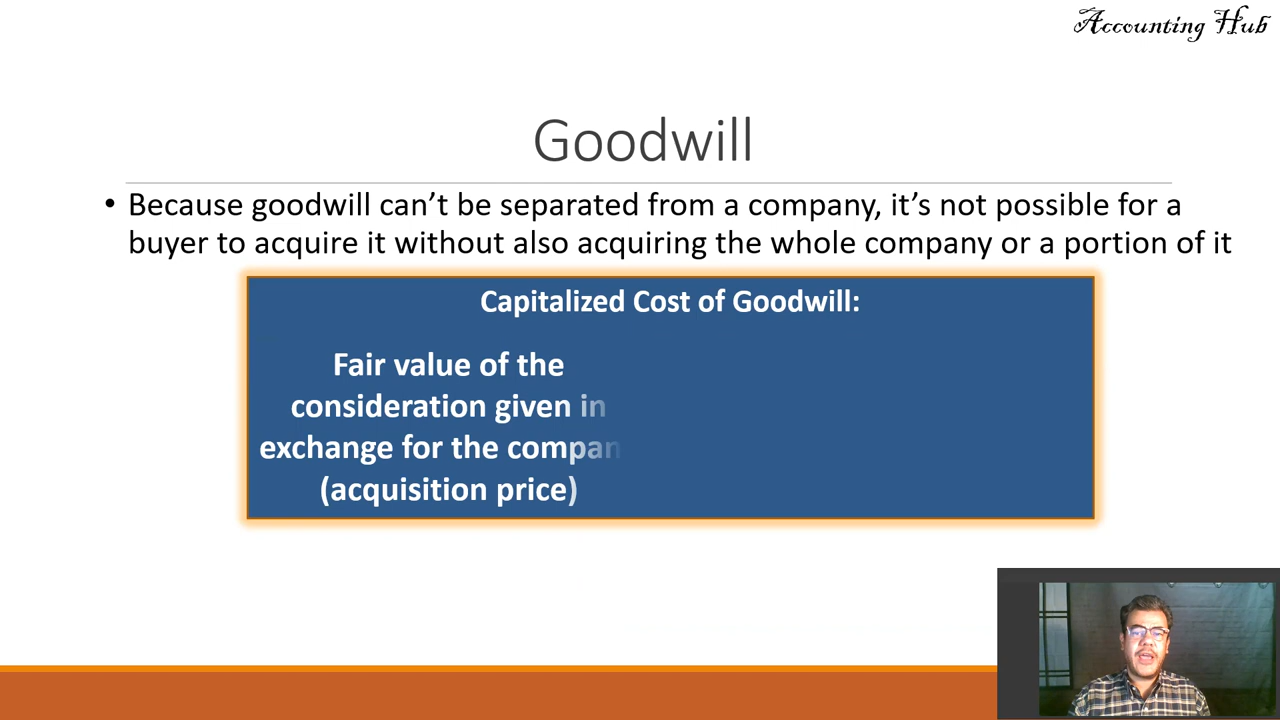 Accounting Hub
Goodwill
• Because goodwill can’t be separated from a company, it’s not possible for a
buyer to acquire it without also acquiring the whole company or a portion of it
Capitalized Cost of Goodwill:
Fair value of the
consideration given in
exchange for the compan
(acquisition price)